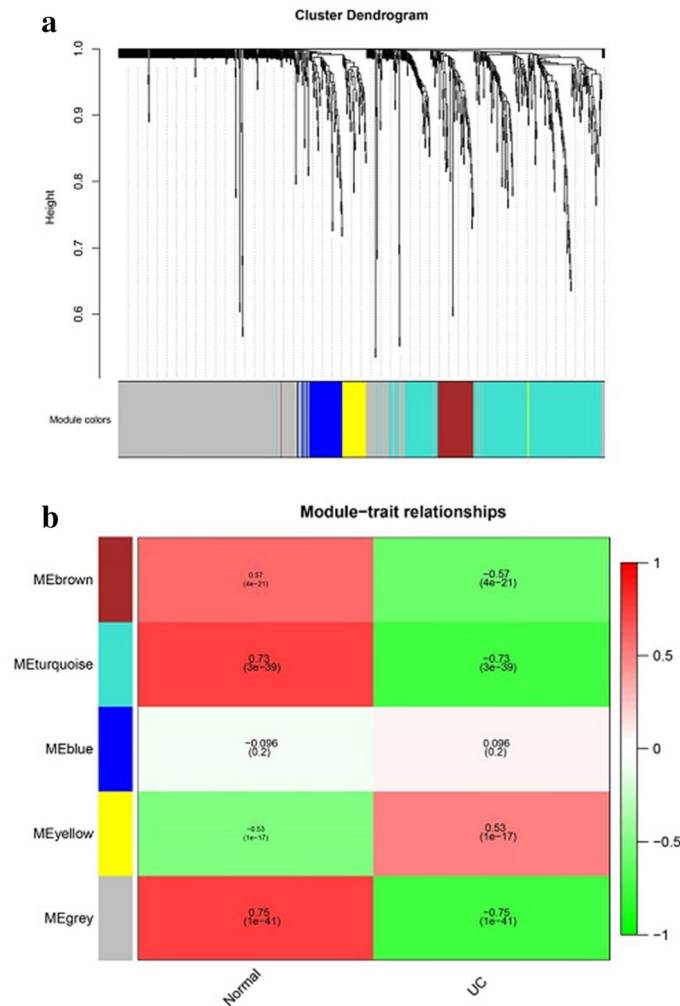 a
Cluster Dendrogram
1.0
0.9
0.8
0.7
0.6
Height
Module colors
b
Module−trait relationships
MEbrown
0.57
(4e−21)
−0.57
(4e−21)
MEturquoise
0.73
(3e−39)
−0.73
(3e−39)
MEblue
−0.096
(0.2)
0.096
(0.2)
MEyellow
−0.53
(1e−17)
0.53
(1e−17)
MEgrey
0.75
(1e−41)
−0.75
(1e−41)
Normal
UC
1
0.5
0
−0.5
−1